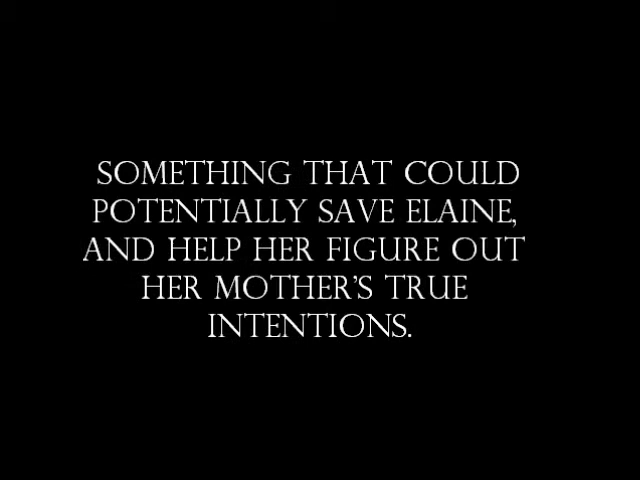 SOMETHING THAT COULD
POTENTIALLY SAVE ELAINE,
AND HELP HER FIGURE OUT
HER MOTHER'S TRUE
INTENTIONS.